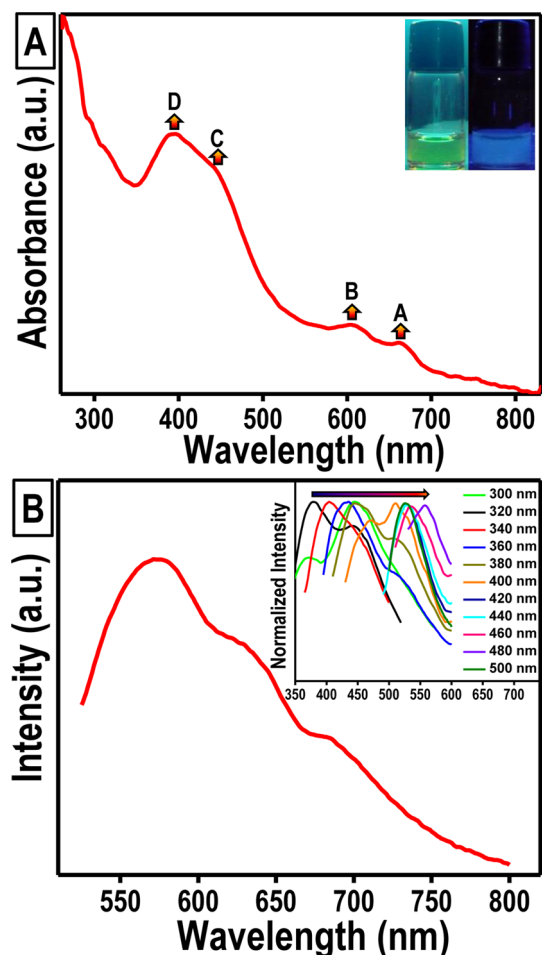 A
Absorbance (a.u.)
D
C
B
A
300 400 500 600 700 800
Wavelength (nm)
B
Intensity (a.u.)
Normalized Intensity
300 nm
320 nm
340 nm
360 nm
380 nm
400 nm
420 nm
440 nm
460 nm
480 nm
500 nm
350 400 450 500 550 600 650 700
550 600 650 700 750 800
Wavelength (nm)